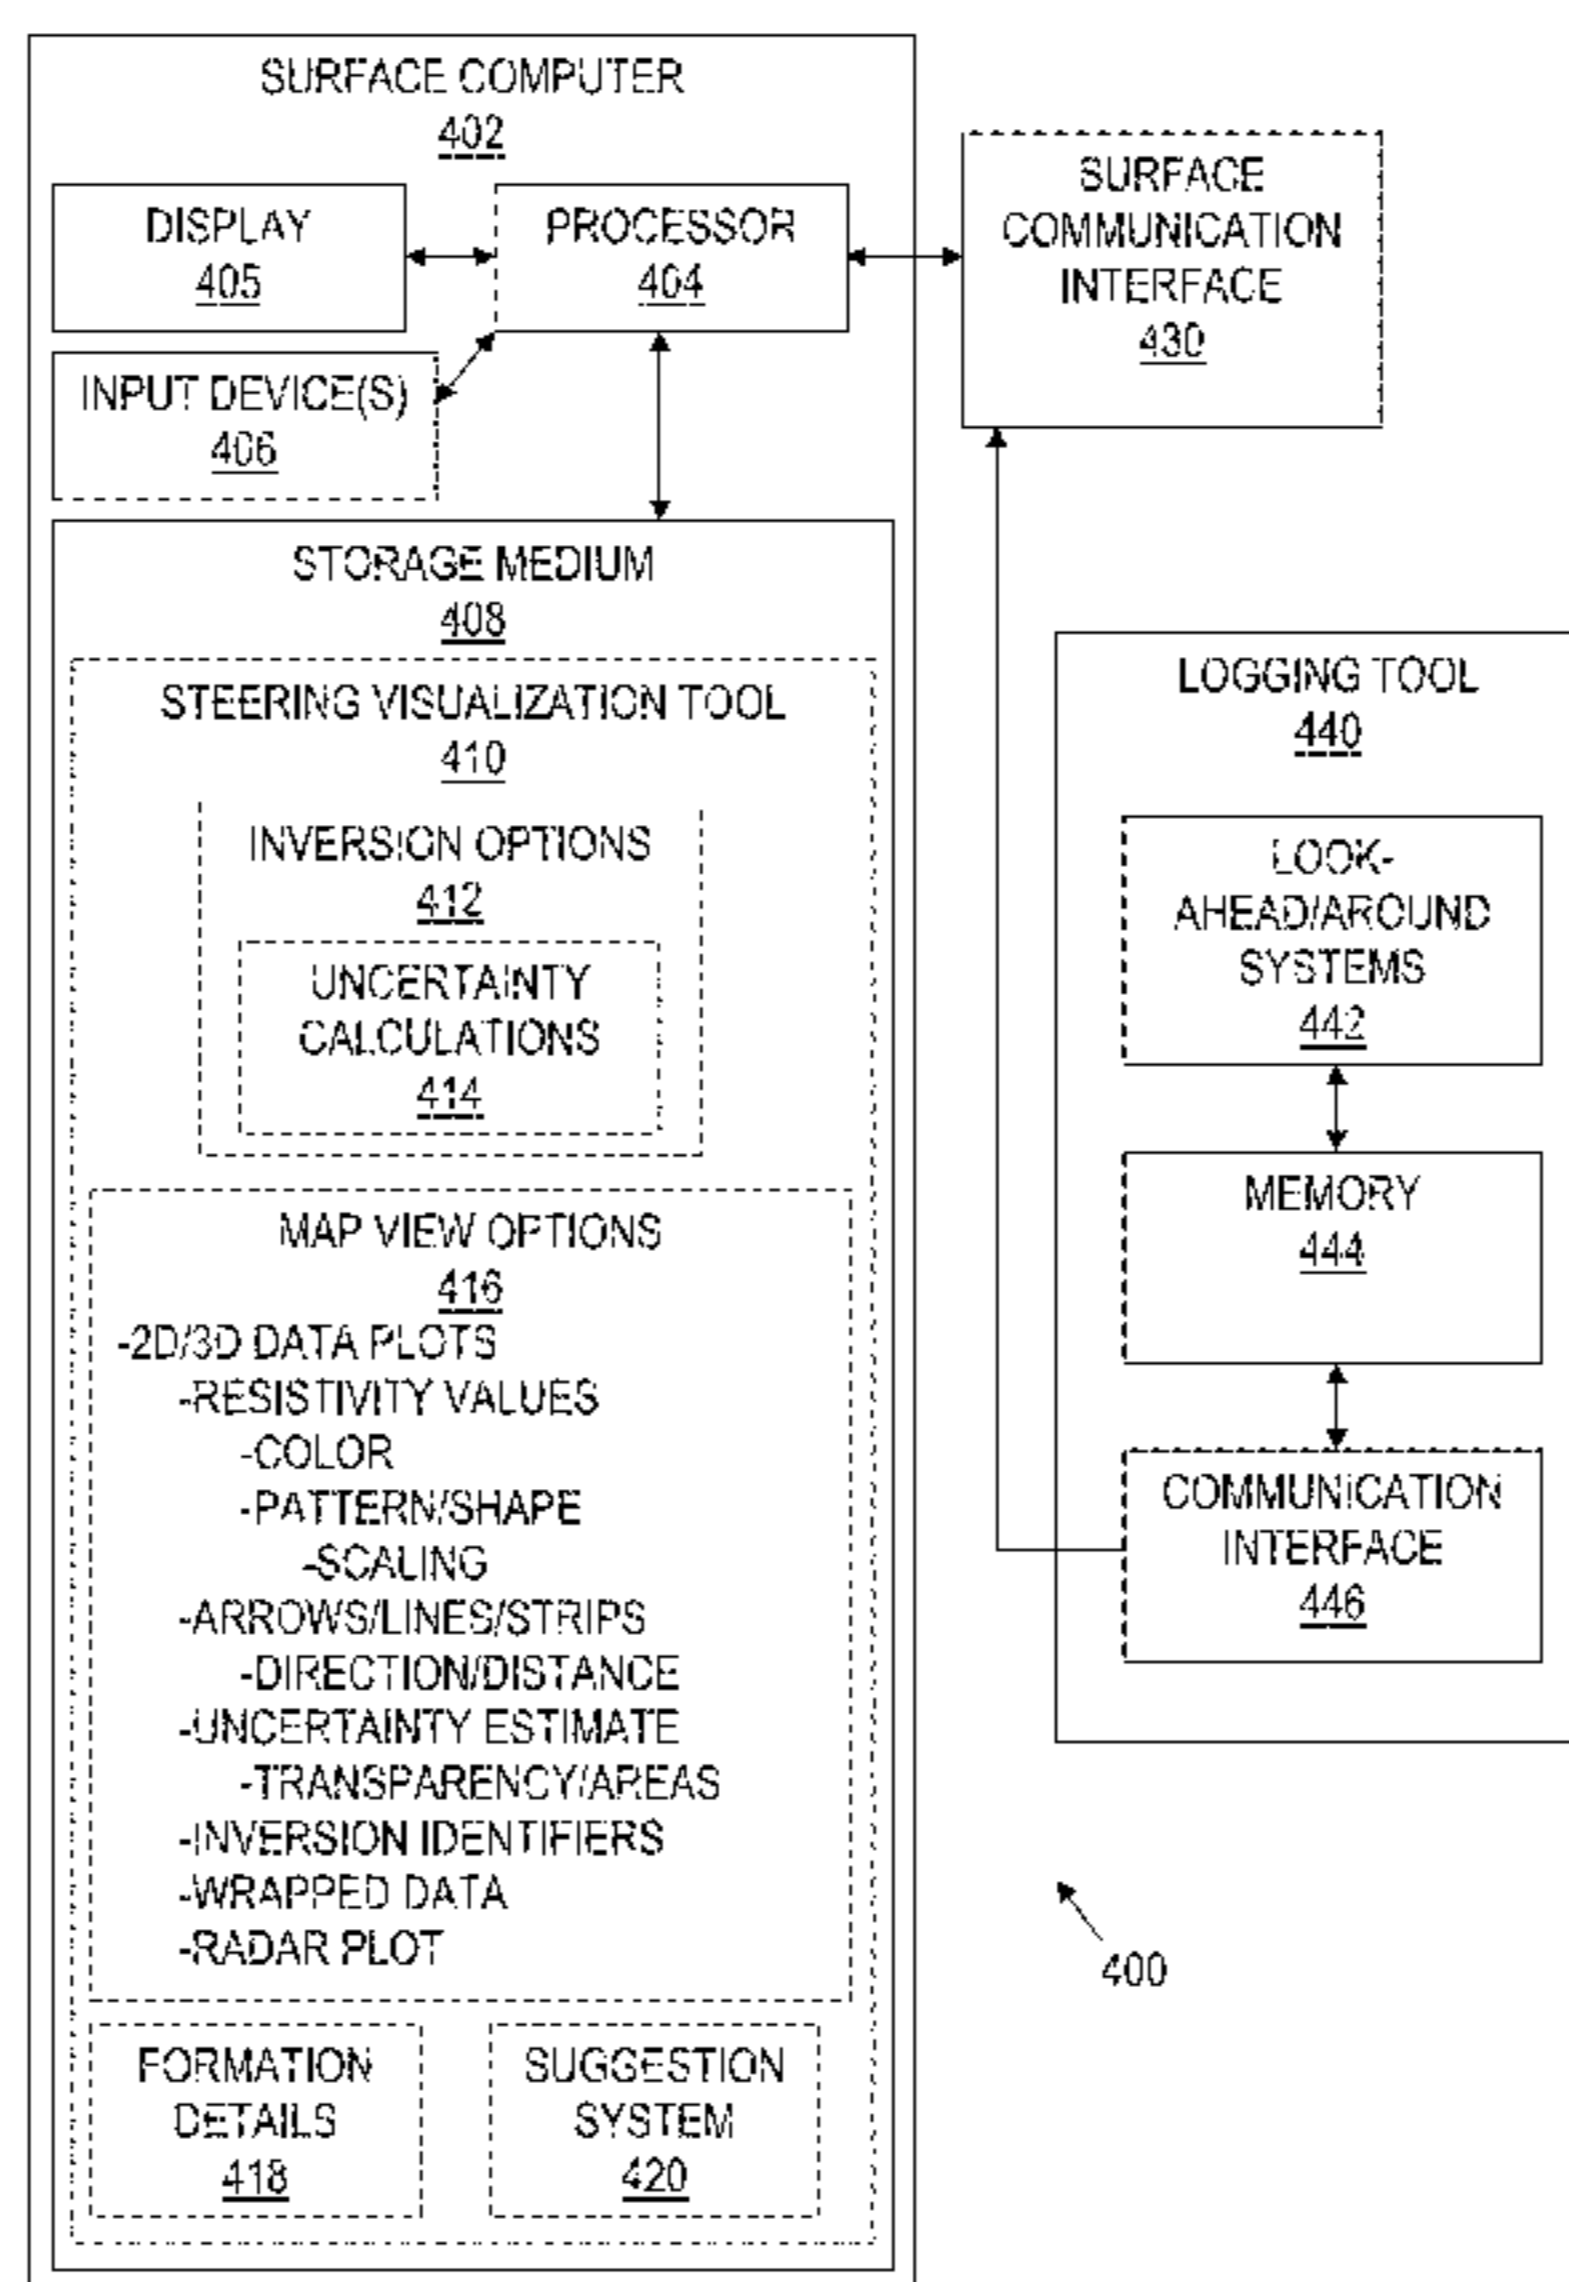 SURFACE COMPUTER
402
DISPLAY
405
PROCESSOR
404
INPUT DEVICE(S)
406
SURFACE
COMMUNICATION
INTERFACE
430
STORAGE MEDIUM
408
STEERING VISUALIZATION TOOL
410
INVERSION OPTIONS
412
UNCERTAINTY
CALCULATIONS
414
MAP VIEW OPTIONS
416
-2D/3D DATA PLOTS
-RESISTIVITY VALUES
-COLOR
-PATTERN/SHAPE
-SCALING
-ARROWS/LINES/STRIPS
-DIRECTION/DISTANCE
-UNCERTAINTY ESTIMATE
-TRANSPARENCY/AREAS
-INVERSION IDENTIFIERS
-WRAPPED DATA
-RADAR PLOT
FORMATION
DETAILS
418
SUGGESTION
SYSTEM
420
LOGGING TOOL
440
LOOK-
AHEAD/AROUND
SYSTEMS
442
MEMORY
444
COMMUNICATION
INTERFACE
446
400